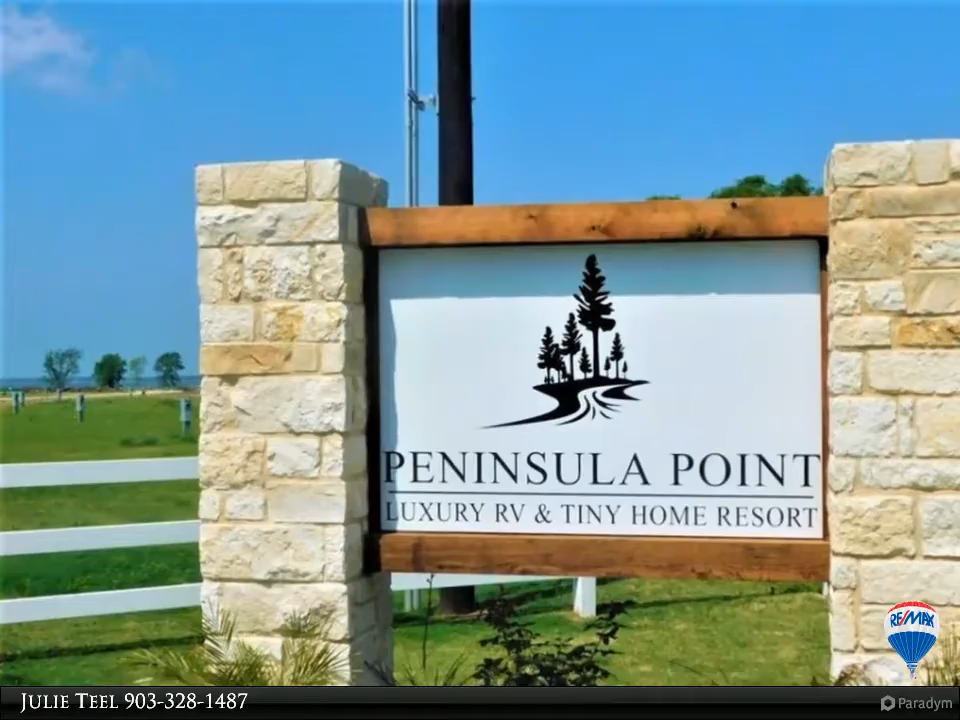 PENINSULA POINT
LUXURY RV & TINY HOME RESORT
RE/MAX
JULIE TEEL 903-328-1487
Paradym